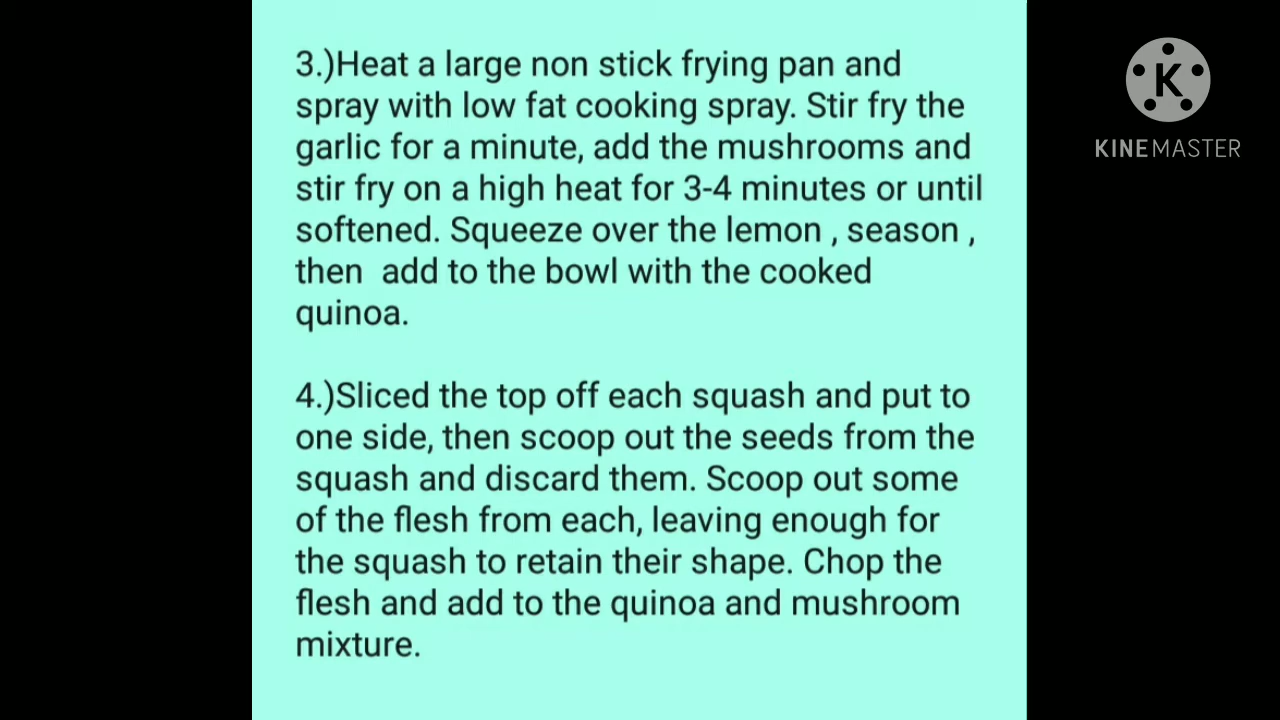 3.)Heat a large non stick frying pan and
spray with low fat cooking spray. Stir fry the
garlic for a minute, add the mushrooms and
stir fry on a high heat for 3-4 minutes or until
softened. Squeeze over the lemon , season ,
then  add to the bowl with the cooked
quinoa.
4.)Sliced the top off each squash and put to
one side, then scoop out the seeds from the
squash and discard them. Scoop out some
of the flesh from each, leaving enough for
the squash to retain their shape. Chop the
flesh and add to the quinoa and mushroom
mixture.
K
KINEMASTER